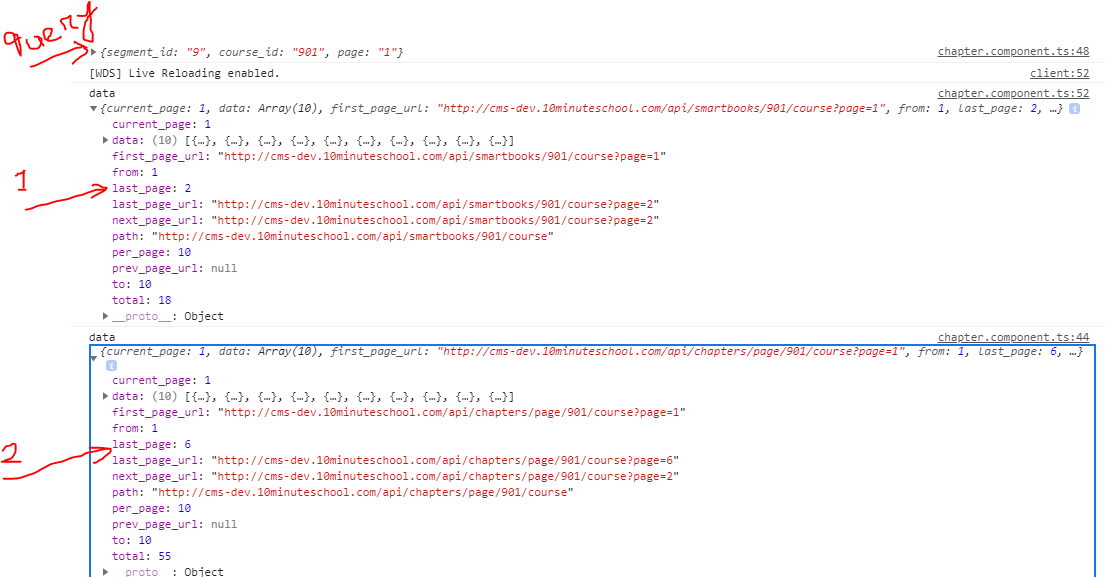 query
{segment_id: "9", course_id: "901", page: "1"} chapter.component.ts:48
[WDS] Live Reloading enabled. client:52
data chapter.component.ts:52
{current_page: 1, data: Array(10), first_page_url: "http://cms-dev.10minuteschool.com/api/smartbooks/901/course?page=1", from: 1, last_page: 2, …} i
current_page: 1
data: (10) [{…}, {…}, {…}, {…}, {…}, {…}, {…}, {…}, {…}, {…}]
first_page_url: "http://cms-dev.10minuteschool.com/api/smartbooks/901/course?page=1"
from: 1
1
last_page: 2
last_page_url: "http://cms-dev.10minuteschool.com/api/smartbooks/901/course?page=2"
next_page_url: "http://cms-dev.10minuteschool.com/api/smartbooks/901/course?page=2"
path: "http://cms-dev.10minuteschool.com/api/smartbooks/901/course"
per_page: 10
prev_page_url: null
to: 10
total: 18
__proto__: Object
data chapter.component.ts:44
{current_page: 1, data: Array(10), first_page_url: "http://cms-dev.10minuteschool.com/api/chapters/page/901/course?page=1", from: 1, last_page: 6, …}
i
current_page: 1
data: (10) [{…}, {…}, {…}, {…}, {…}, {…}, {…}, {…}, {…}, {…}]
first_page_url: "http://cms-dev.10minuteschool.com/api/chapters/page/901/course?page=1"
from: 1
last_page: 6
2
last_page_url: "http://cms-dev.10minuteschool.com/api/chapters/page/901/course?page=6"
next_page_url: "http://cms-dev.10minuteschool.com/api/chapters/page/901/course?page=2"
path: "http://cms-dev.10minuteschool.com/api/chapters/page/901/course"
per_page: 10
prev_page_url: null
to: 10
total: 55
__proto__: Object